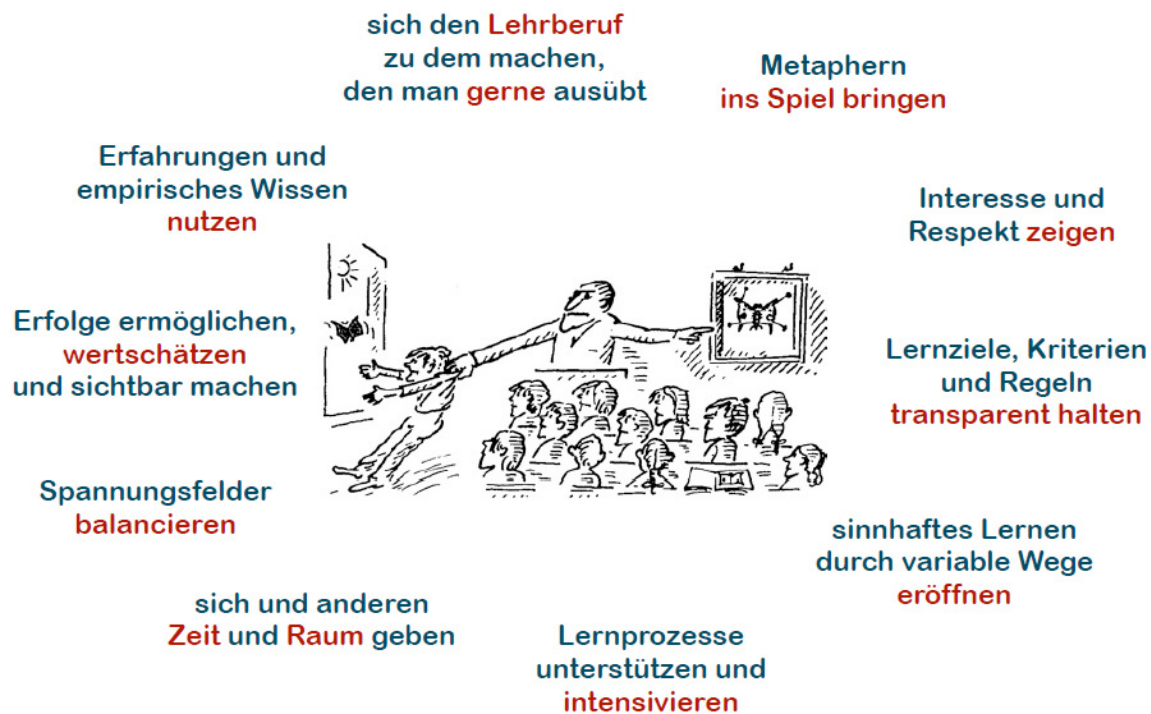 sich den Lehrberuf
zu dem machen,
den man gerne ausübt
Metaphern
ins Spiel bringen
Erfahrungen und
empirisches Wissen
nutzen
Interesse und
Respekt zeigen
Erfolge ermöglichen,
wertschätzen
und sichtbar machen
Lernziele, Kriterien
und Regeln
transparent halten
Spannungsfelder
balancieren
sinnhaftes Lernen
durch variable Wege
eröffnen
sich und anderen
Zeit und Raum geben
Lernprozesse
unterstützen und
intensivieren